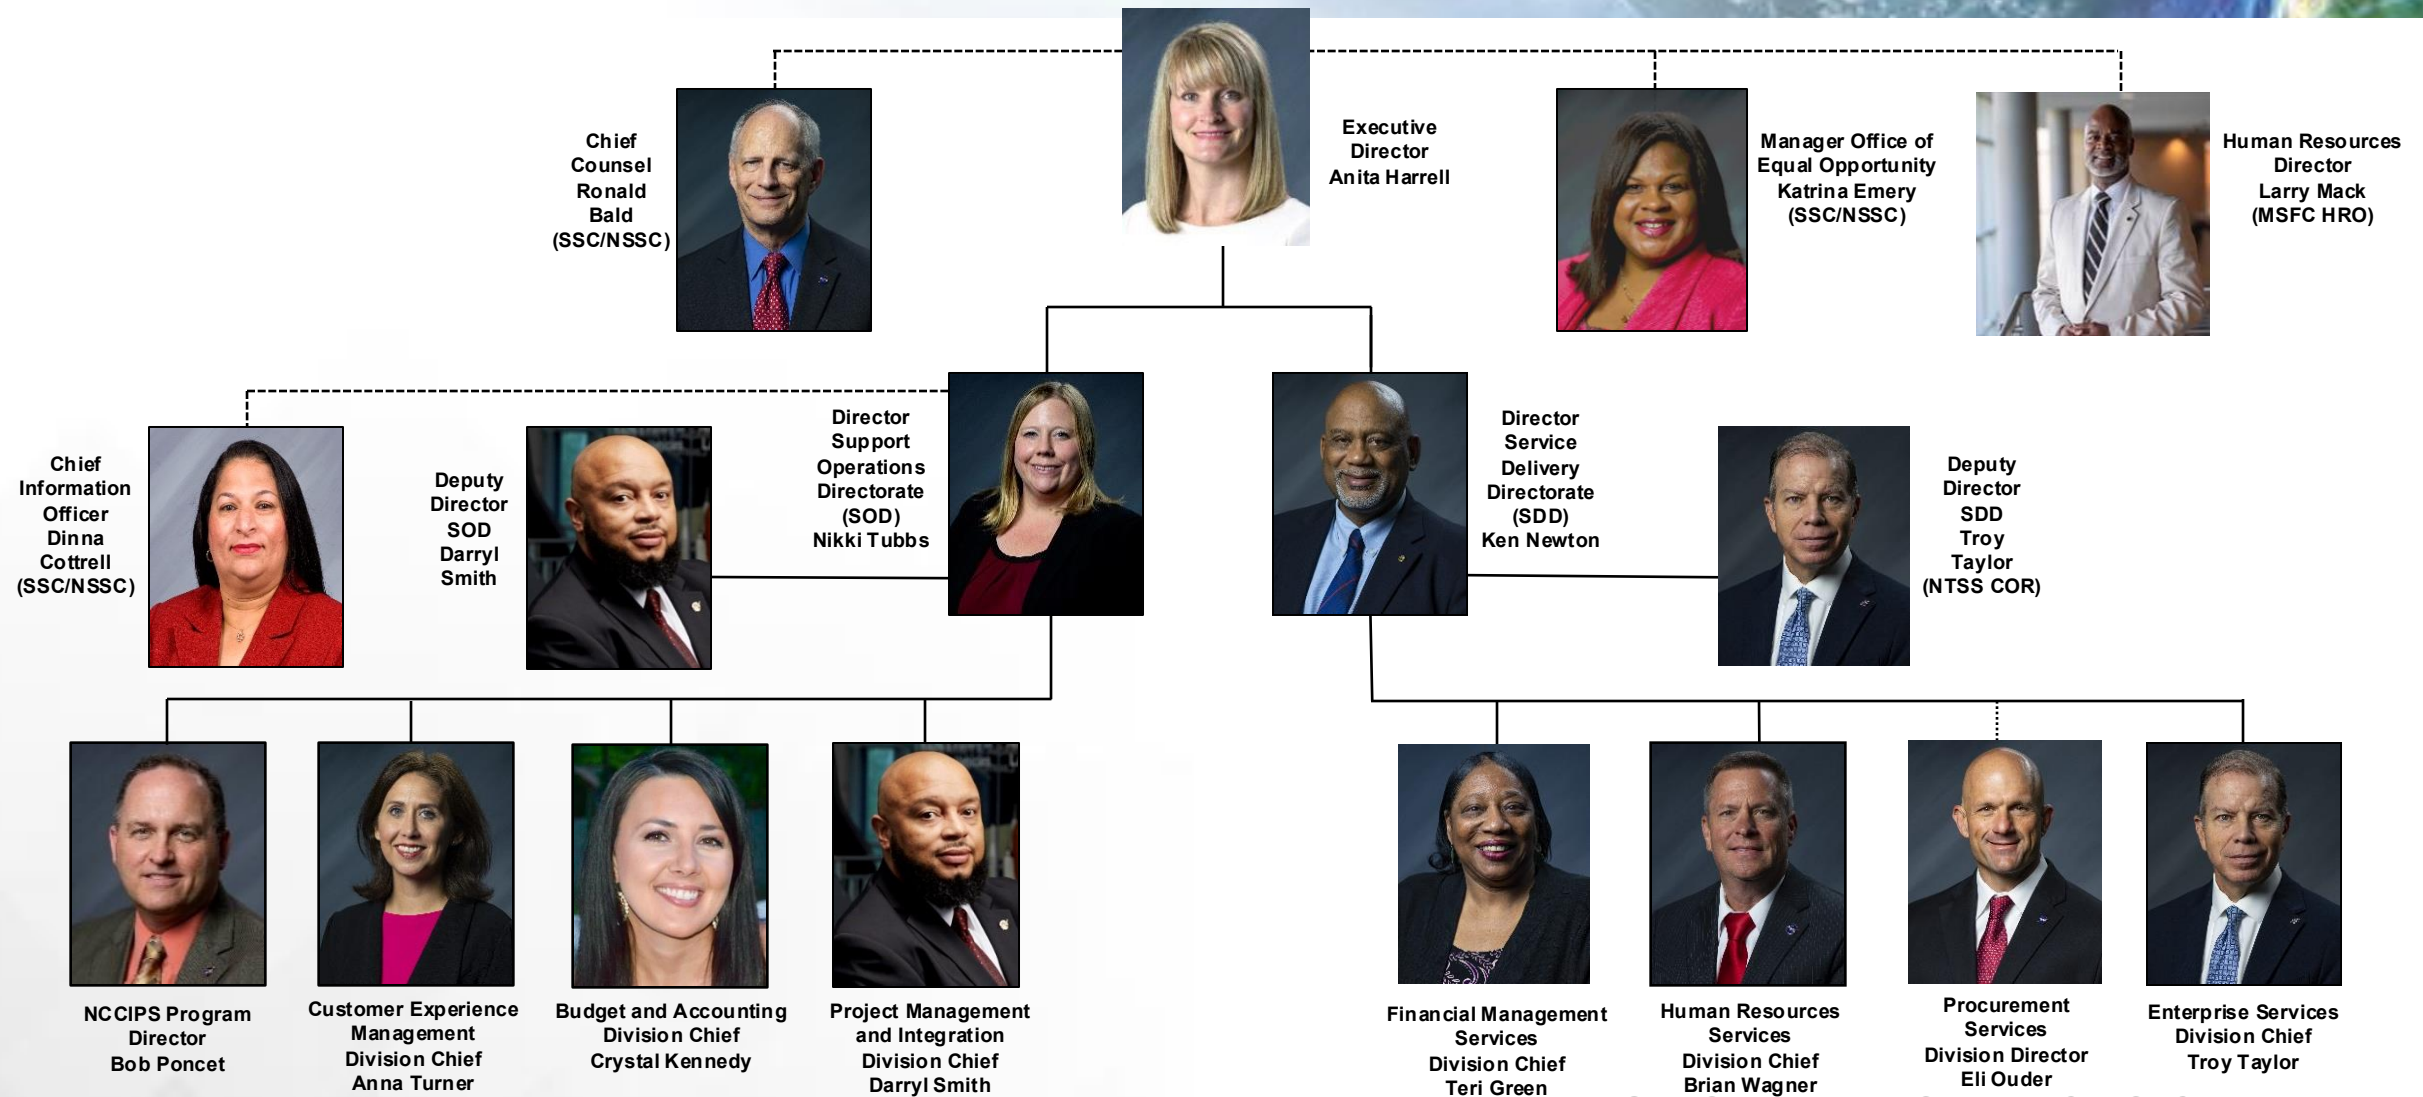 Chief
Counsel
Ronald
Bald
(SSC/NSSC)
Executive
Director
Anita Harrell
Manager Office of
Equal Opportunity
Katrina Emery
(SSC/NSSC)
Human Resources
Director
Larry Mack
(MSFC HRO)
Chief
Information
Officer
Dinna
Cottrell
(SSC/NSSC)
Deputy
Director
SOD
Darryl
Smith
Director
Support
Operations
Directorate
(SOD)
Nikki Tubbs
Director
Service
Delivery
Directorate
(SDD)
Ken Newton
Deputy
Director
SDD
Troy
Taylor
(NTSS COR)
NCCIPS Program
Director
Bob Poncet
Customer Experience
Management
Division Chief
Anna Turner
Budget and Accounting
Division Chief
Crystal Kennedy
Project Management
and Integration
Division Chief
Darryl Smith
Financial Management
Services
Division Chief
Teri Green
Human Resources
Services
Division Chief
Brian Wagner
Procurement
Services
Division Director
Eli Ouder
Enterprise Services
Division Chief
Troy Taylor